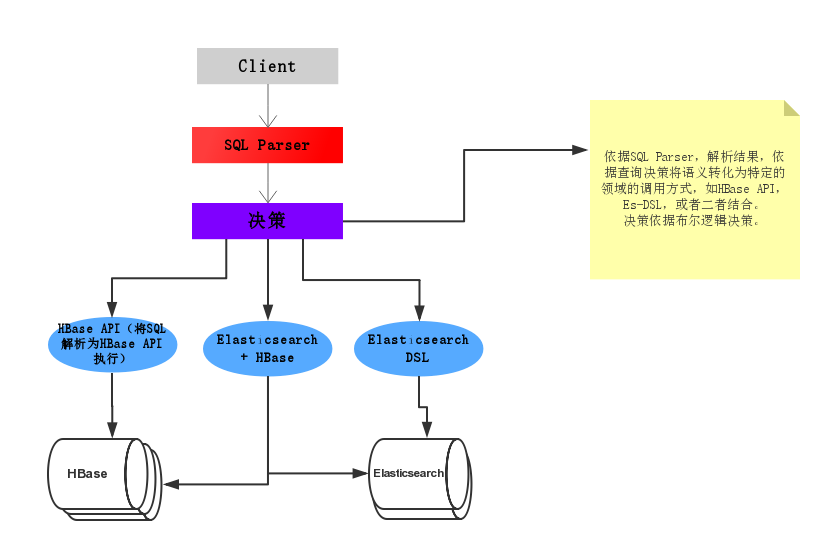 Client
SQL Parser
决策
依据SQL Parser，解析结果，依
据查询决策将语义转化为特定的
领域的调用方式，如HBase API，
Es-DSL，或者二者结合。
决策依据布尔逻辑决策。
HBase API（将SQL
解析为HBase API
执行）
Elasticsearch
+ HBase
Elasticsearch
DSL
HBase
Elasticsearch